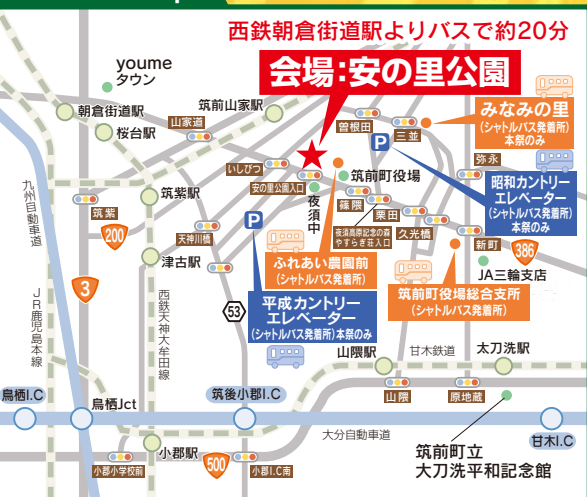 西鉄朝倉街道駅よりバスで約20分
会場:安の里公園
youme
タウン
朝倉街道駅
桜台駅
山家道
筑前山家駅
曽根田
三並
P
みなみの里
(シャトルバス発着所)
本祭のみ
弥永
昭和カントリー
エレベーター
(シャトルバス発着所)
本祭のみ
いしびつ
安の里公園入口
夜須中
筑前町役場
篠隈
栗田
夜須高原記念の森
やすらぎ荘入口
久光橋
新町
386
JA三輪支店
九州自動車道
筑紫
200
筑紫駅
天神川橋
津古駅
3
JR鹿児島本線
西鉄天神大牟田線
53
P
ふれあい農園前
(シャトルバス発着所)
平成カントリー
エレベーター
(シャトルバス発着所)本祭のみ
筑前町役場総合支所
(シャトルバス発着所)
山隈駅
甘木鉄道
太刀洗駅
山隈
原地蔵
鳥栖I.C
鳥栖Jct
筑後小郡I.C
大分自動車道
甘木I.C
小郡駅
小郡小学校前
500
小郡I.C南
筑前町立
大刀洗平和記念館